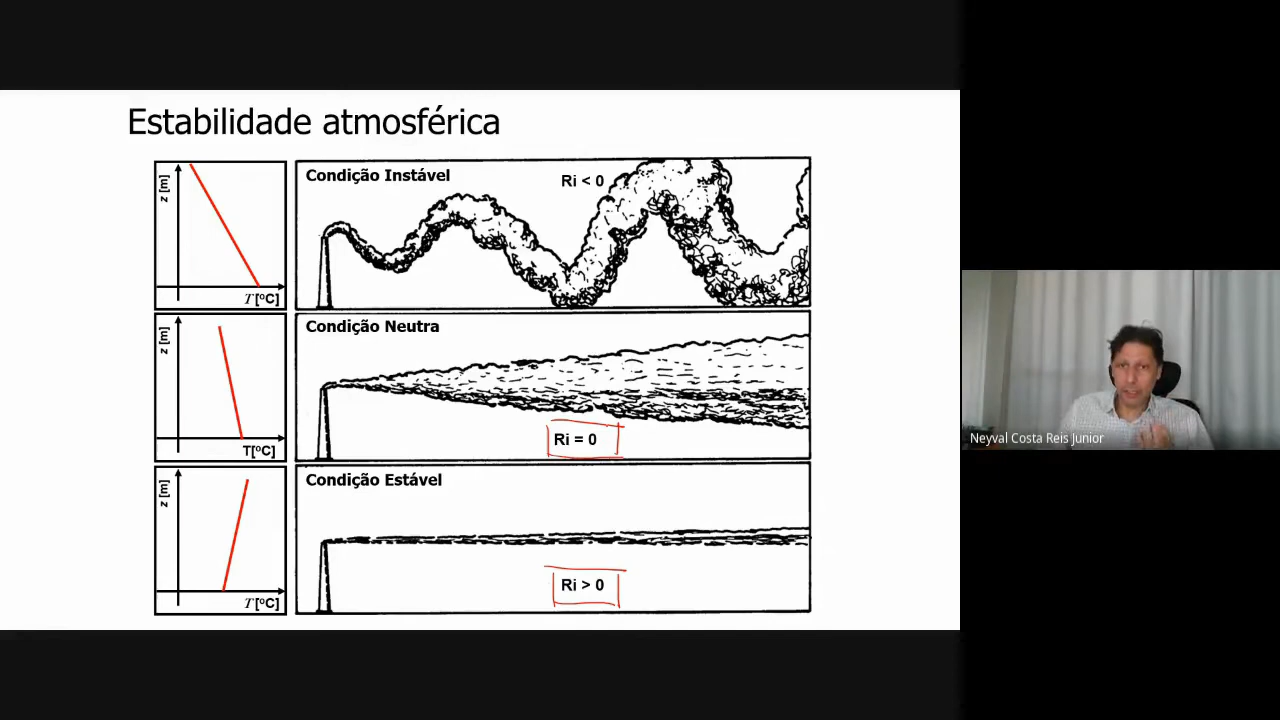 Estabilidade atmosférica
z [m]
T [ºC]
Condição Instável
Ri < 0
z [m]
T[ºC]
Condição Neutra
Ri = 0
z [m]
T [ºC]
Condição Estável
Ri > 0
Neyval Costa Reis Junior